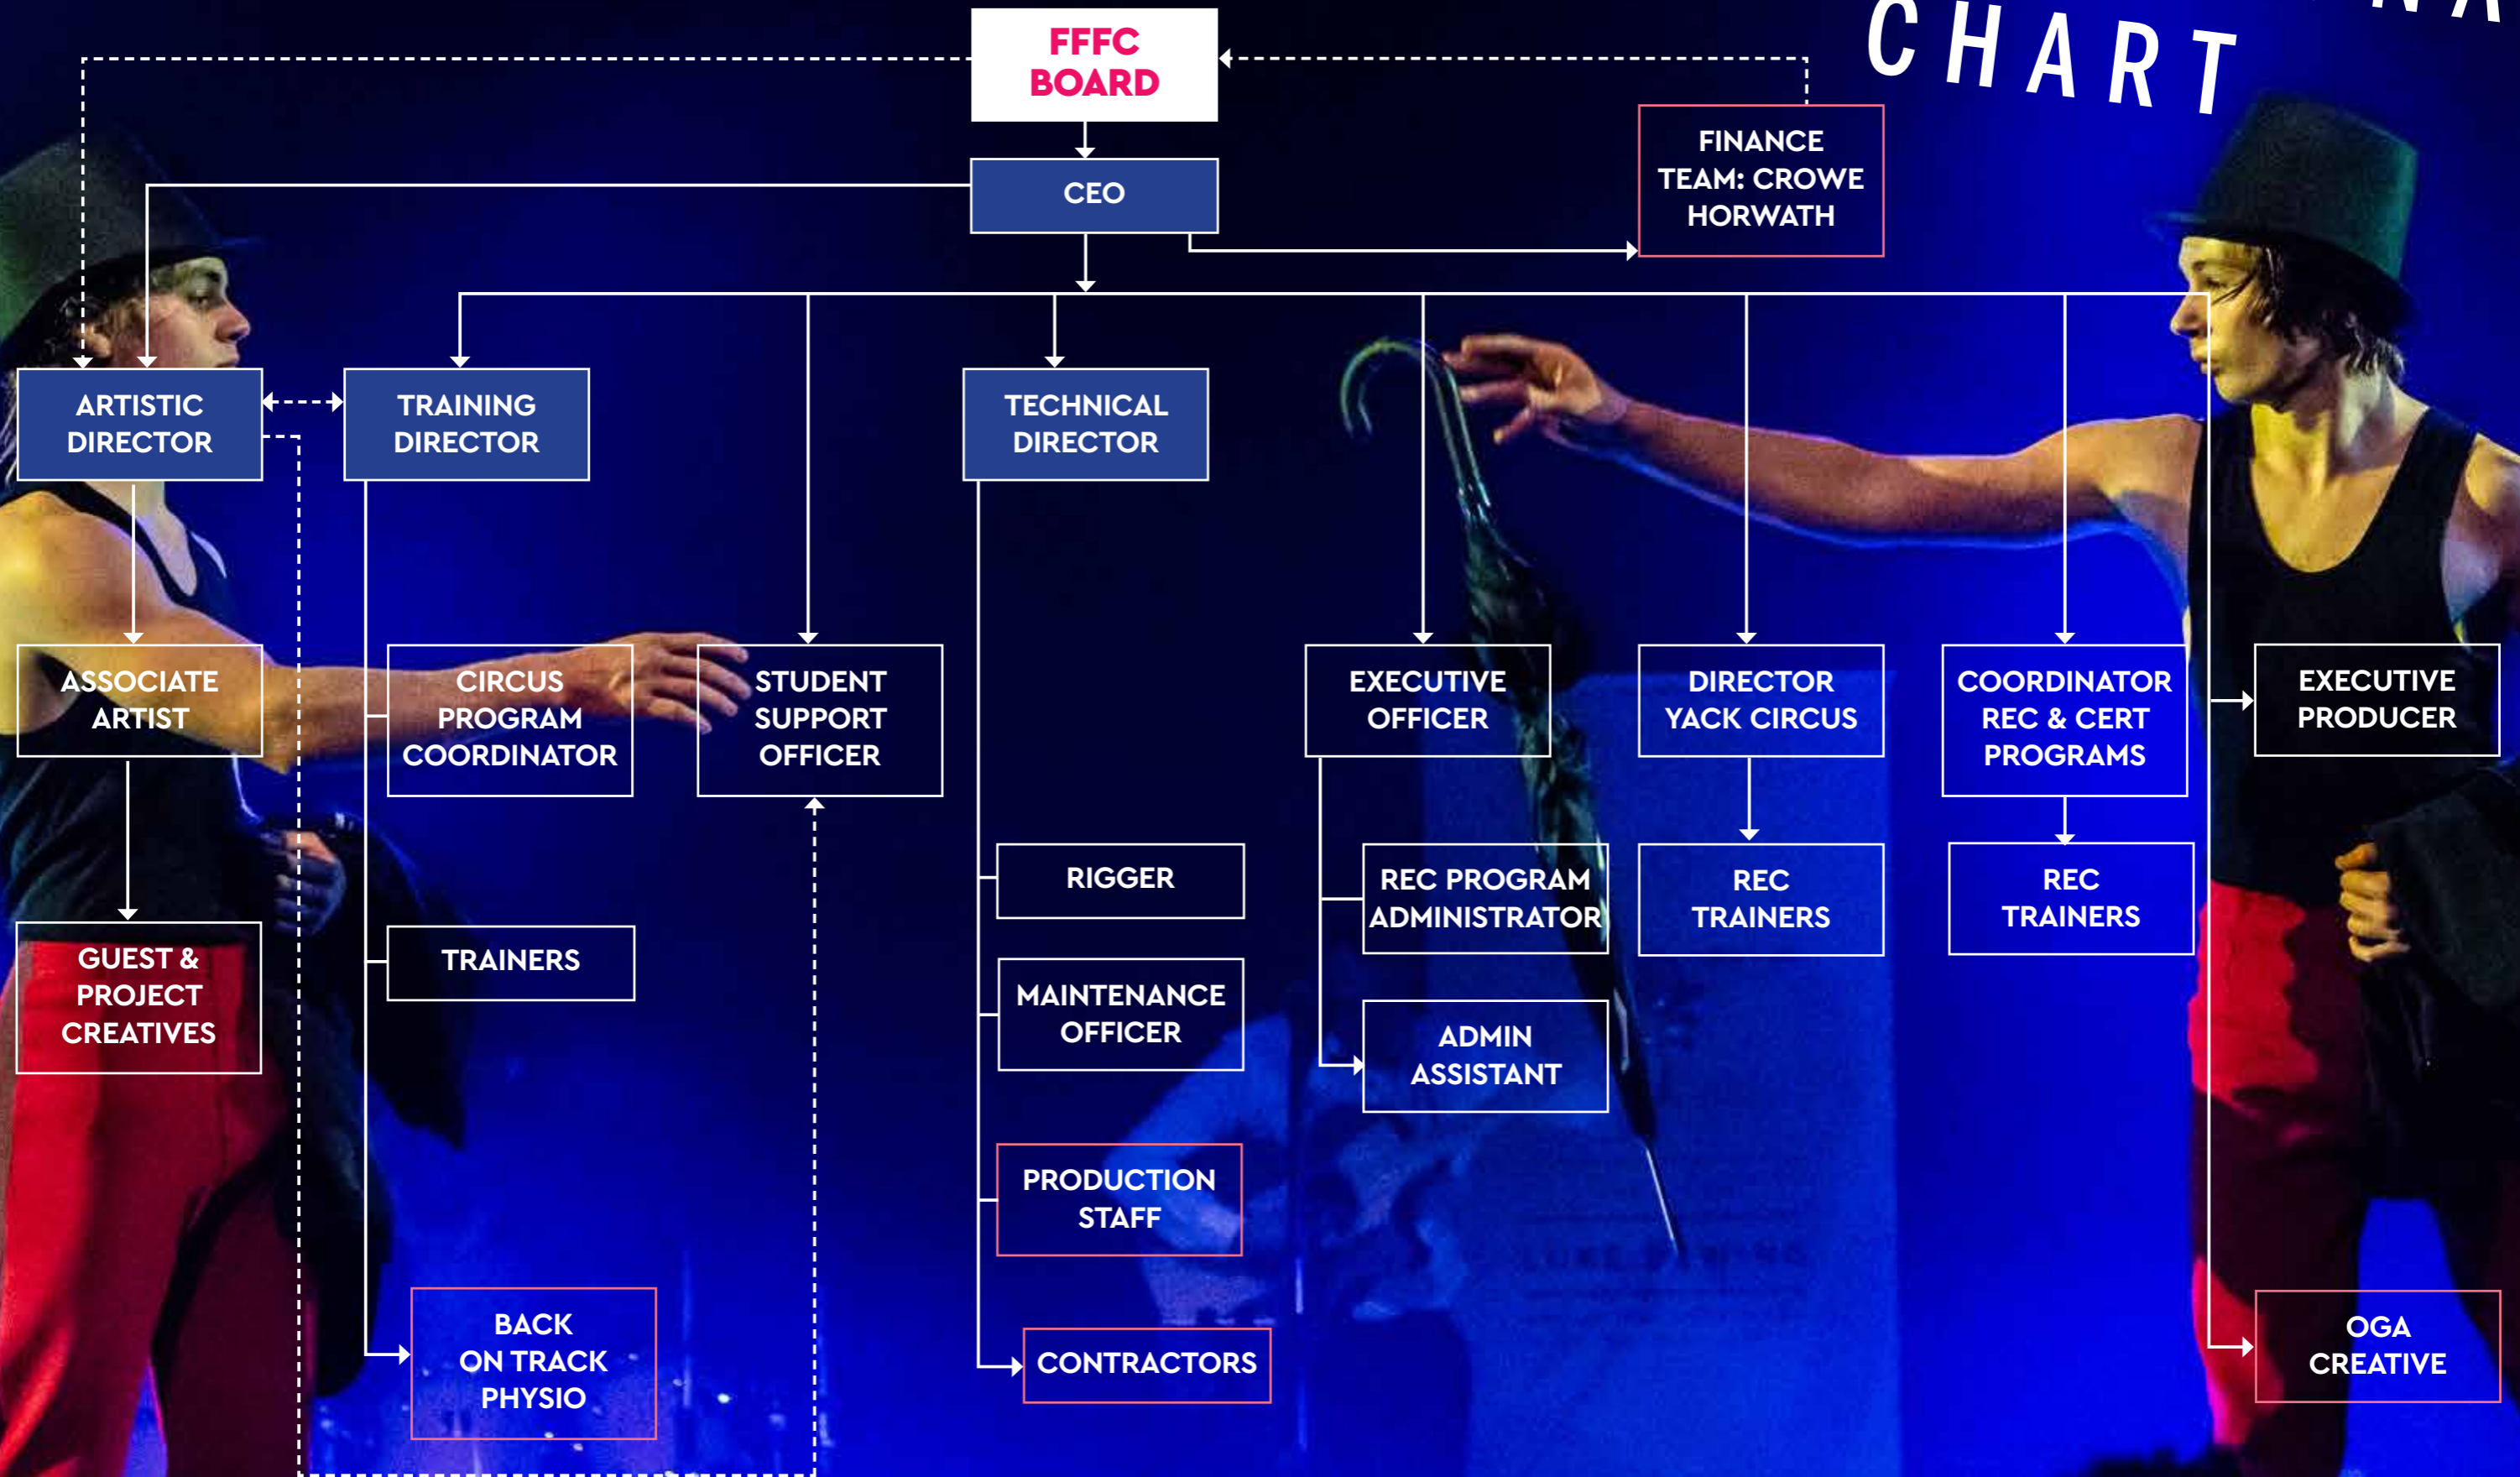 CHART
FFFC
BOARD
FINANCE
TEAM: CROWE
HORWATH
CEO
ARTISTIC
DIRECTOR
TRAINING
DIRECTOR
TECHNICAL
DIRECTOR
ASSOCIATE
ARTIST
CIRCUS
PROGRAM
COORDINATOR
STUDENT
SUPPORT
OFFICER
EXECUTIVE
OFFICER
DIRECTOR
YACK CIRCUS
COORDINATOR
REC & CERT
PROGRAMS
EXECUTIVE
PRODUCER
RIGGER
REC PROGRAM
ADMINISTRATOR
REC
TRAINERS
REC
TRAINERS
GUEST &
PROJECT
CREATIVES
TRAINERS
MAINTENANCE
OFFICER
ADMIN
ASSISTANT
PRODUCTION
STAFF
BACK
ON TRACK
PHYSIO
CONTRACTORS
OGA
CREATIVE